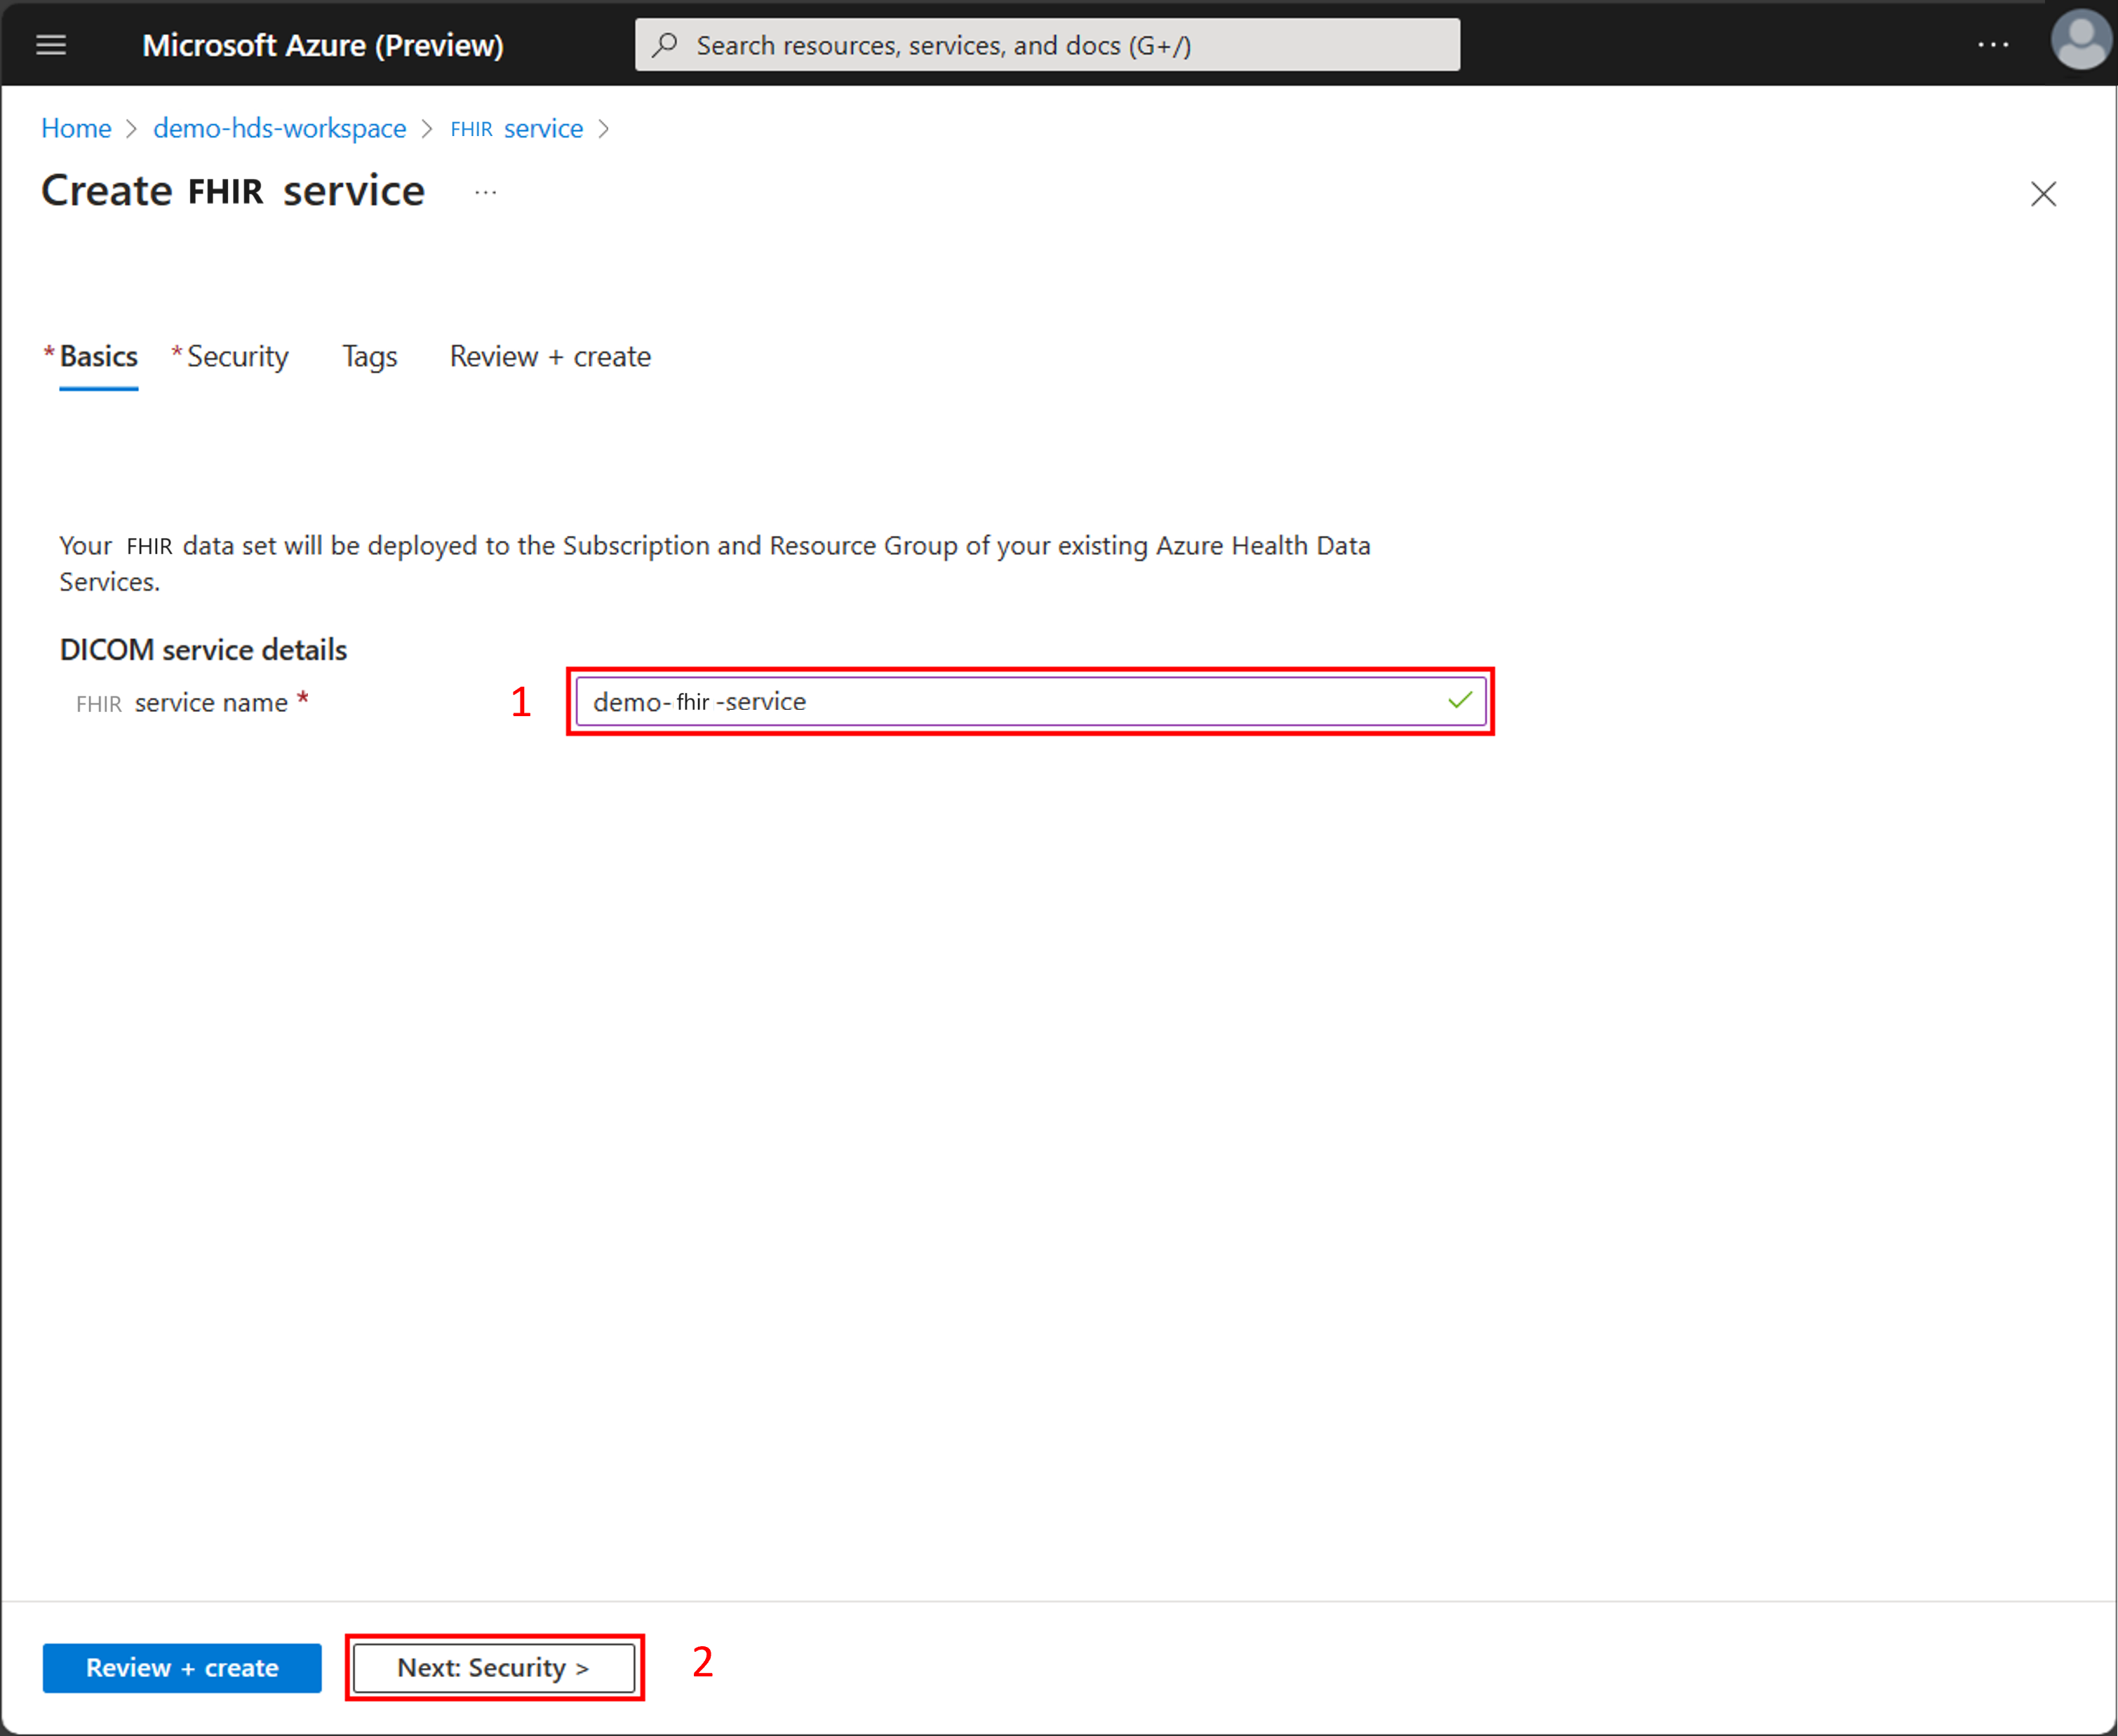 Microsoft Azure (Preview)
Search resources, services, and docs (G+/)
Home > demo-hds-workspace > FHIR service >
Create FHIR service ...
* Basics * Security Tags Review + create
Your FHIR data set will be deployed to the Subscription and Resource Group of your existing Azure Health Data
Services.
DICOM service details
FHIR service name * 1 demo- fhir -service
Review + create Next: Security > 2